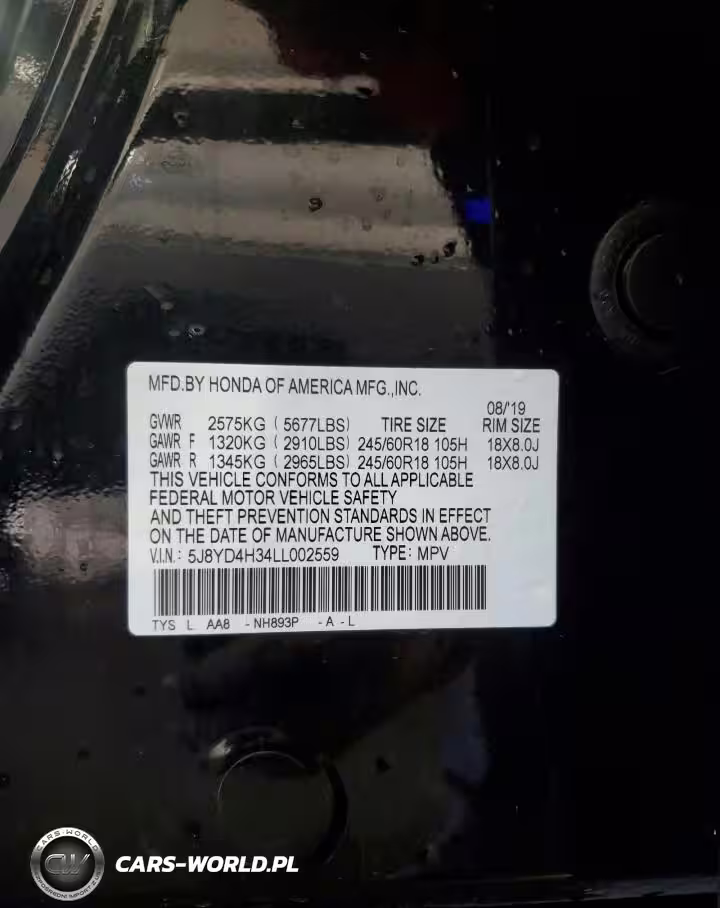 MFD.BY HONDA OF AMERICA MFG.,INC.
08/'19
GVWR 2575KG ( 5677LBS) TIRE SIZE RIM SIZE
GAWR F 1320KG ( 2910LBS) 245/60R18 105H 18X8.0J
GAWR R 1345KG ( 2965LBS) 245/60R18 105H 18X8.0J
THIS VEHICLE CONFORMS TO ALL APPLICABLE
FEDERAL MOTOR VEHICLE SAFETY
AND THEFT PREVENTION STANDARDS IN EFFECT
ON THE DATE OF MANUFACTURE SHOWN ABOVE.
V.I.N.: 5J8YD4H34LL002559 TYPE: MPV
TYS L AA8 - NH893P - A - L
CARS-WORLD
CW
CARS-WORLD.PL